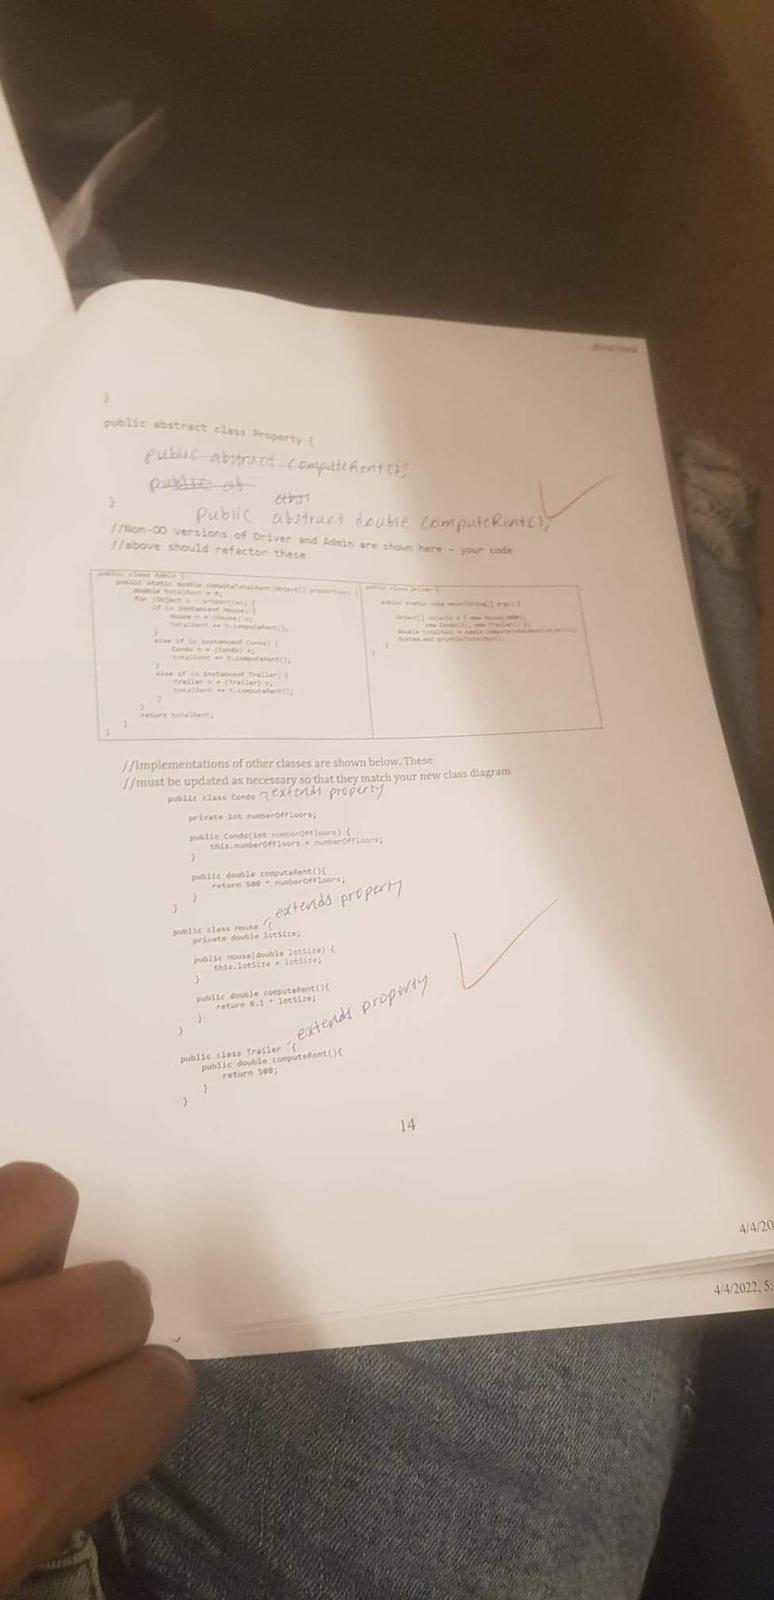 }
public abstract class Property {
public abstract computeRent();
public ab
}
public abstract double computeRent();
//Non-OO versions of Driver and Admin are shown here - your code
//above should refactor these
public class Admin {
public static double computeTotalRent(Object[] properties) {
double totalRent = 0;
for (Object o : properties) {
if (o instanceof House) {
House h = (House) o;
totalRent += h.computeRent();
}
else if (o instanceof Condo) {
Condo h = (Condo) o;
totalRent += h.computeRent();
}
else if (o instanceof Trailer) {
Trailer h = (Trailer) o;
totalRent += h.computeRent();
}
}
return totalRent;
}
}
public class Driver {
public static void main(String[] args) {
Object[] objects = { new House
new Condo(2), new Trailer() };
double totalRent = Admin.computeTotalRent(objects);
System.out.println(totalRent);
}
}
//Implementations of other classes are shown below. These
//must be updated as necessary so that they match your new class diagram
public class Condo { extends property
private int numberOfFloors;
public Condo(int numberOfFloors) {
this.numberOfFloors = numberOfFloors;
}
public double computeRent(){
return 500 * numberOfFloors;
}
}
public class House { extends property
private double lotSize;
public House(double lotSize) {
this.lotSize = lotSize;
}
public double computeRent(){
return 0.1 * lotSize;
}
}
public class Trailer { extends property
public double computeRent(){
return 500;
}
}
14
4/4/20
4/4/2022, 5: